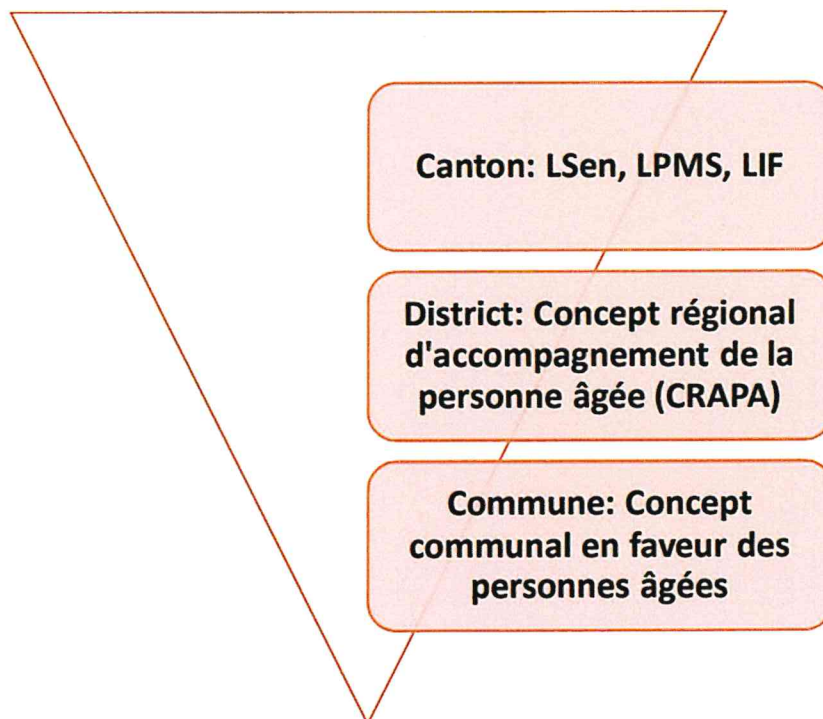 Canton: LSen, LPMS, LIF
District: Concept régional
d'accompagnement de la
personne âgée (CRAPA)
Commune: Concept
communal en faveur des
personnes âgées